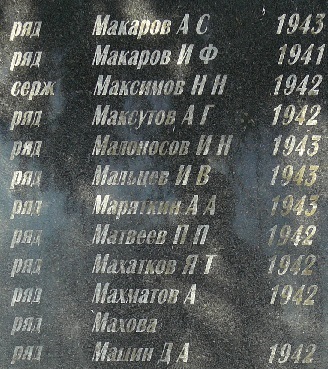 ряд Макаров А С 1943
ряд Макаров И Ф 1941
серж Максимов Н Н 1942
ряд Максутов А Г 1942
ряд Малоносов И Н 1943
ряд Мальцев И В 1943
ряд Маряткин А А 1943
ряд Матвеев П П 1942
ряд Махатков Я Т 1942
ряд Махматов А 1942
ряд Махова
ряд Машин Д А 1942